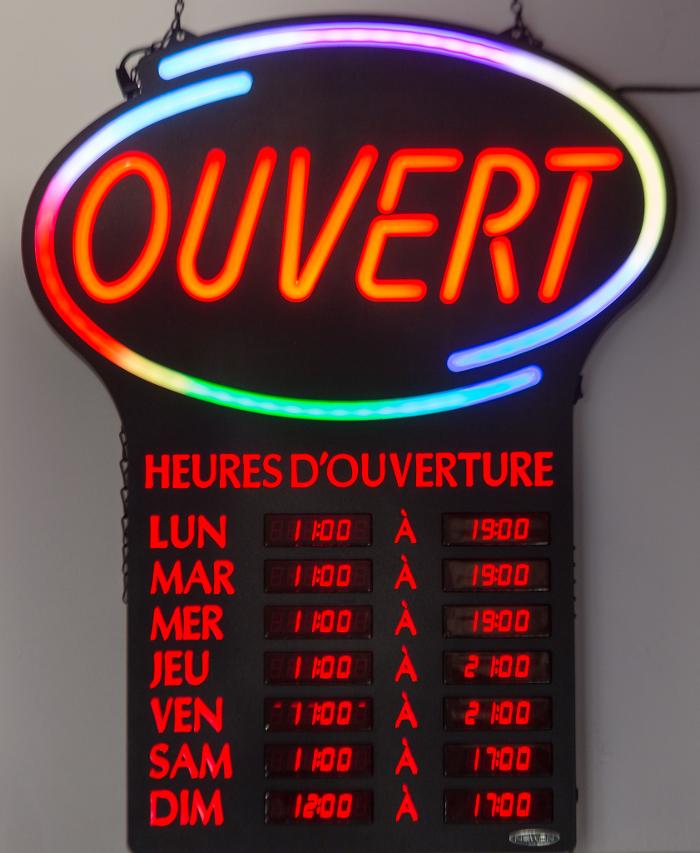 OUVERT
HEURES D'OUVERTURE
LUN 11:00 À 19:00
MAR 11:00 À 19:00
MER 11:00 À 19:00
JEU 11:00 À 21:00
VEN 11:00 À 21:00
SAM 11:00 À 17:00
DIM 12:00 À 17:00